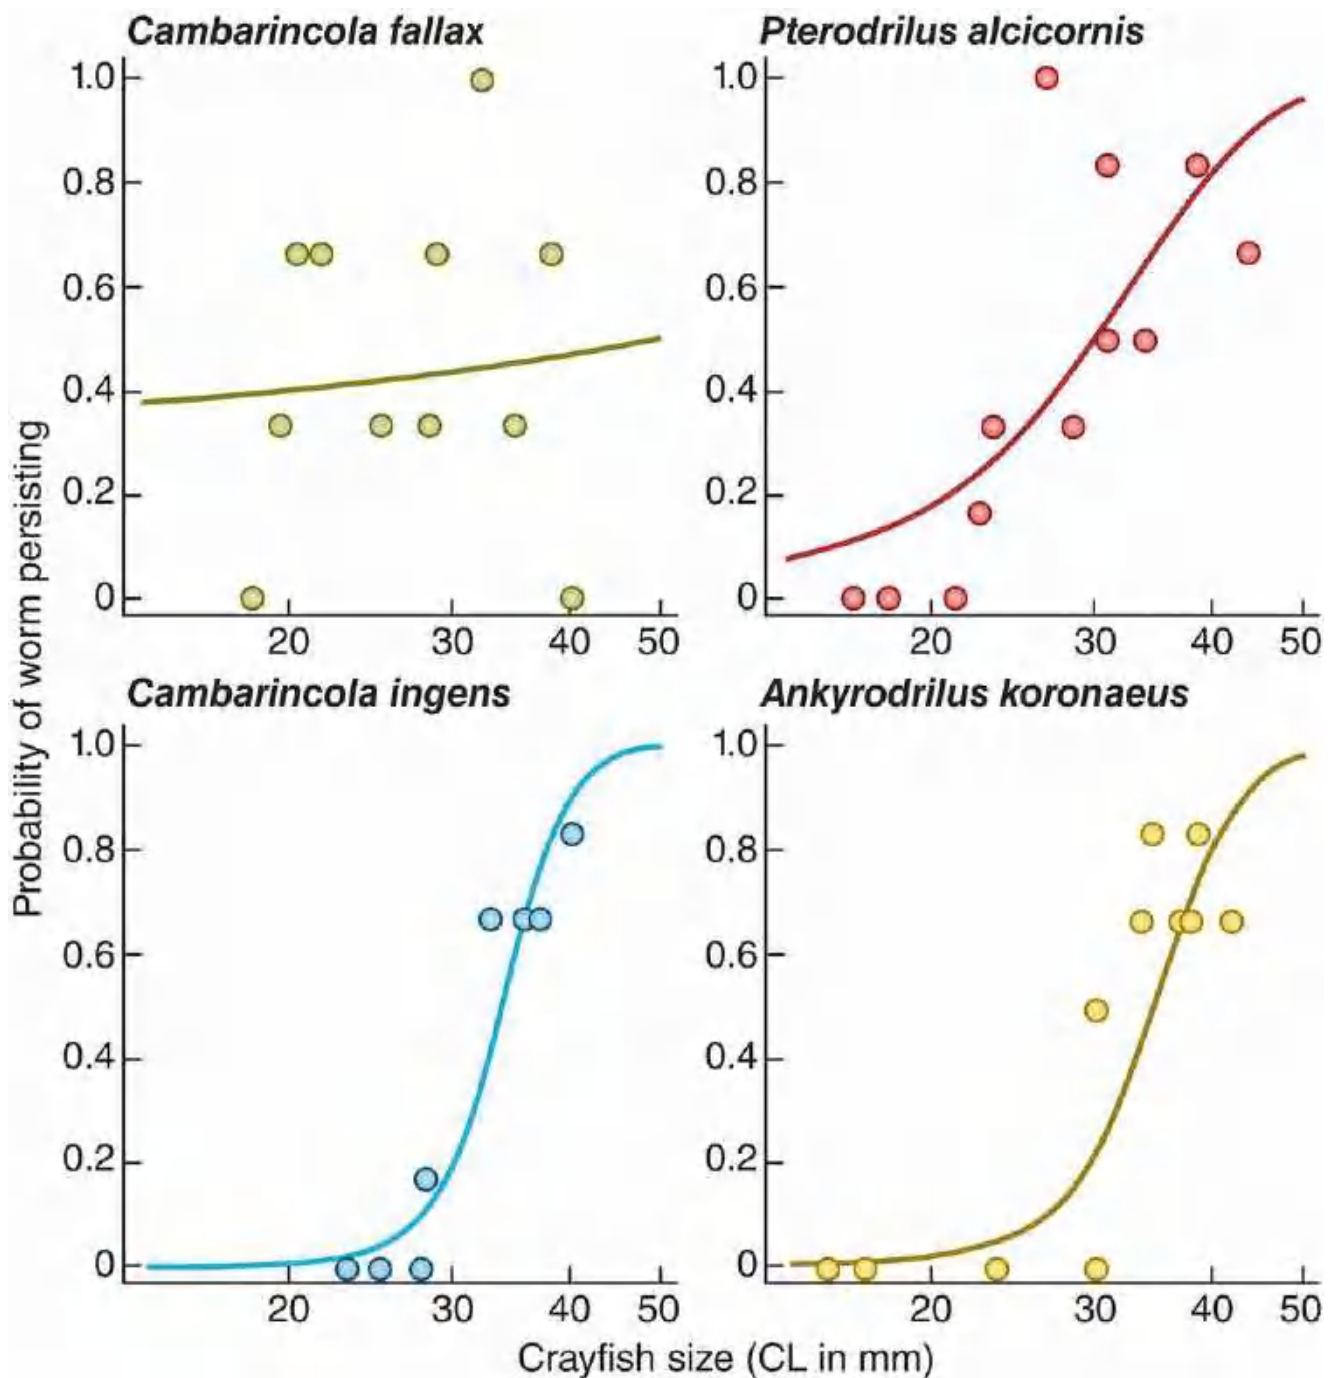 Cambarincola fallax
1.0
0.8
0.6
0.4
0.2
0
20 30 40 50
Pterodrilus alcicornis
1.0
0.8
0.6
0.4
0.2
0
20 30 40 50
Probability of worm persisting
Cambarincola ingens
1.0
0.8
0.6
0.4
0.2
0
20 30 40 50
Ankyrodrilus koronaeus
1.0
0.8
0.6
0.4
0.2
0
20 30 40 50
Crayfish size (CL in mm)